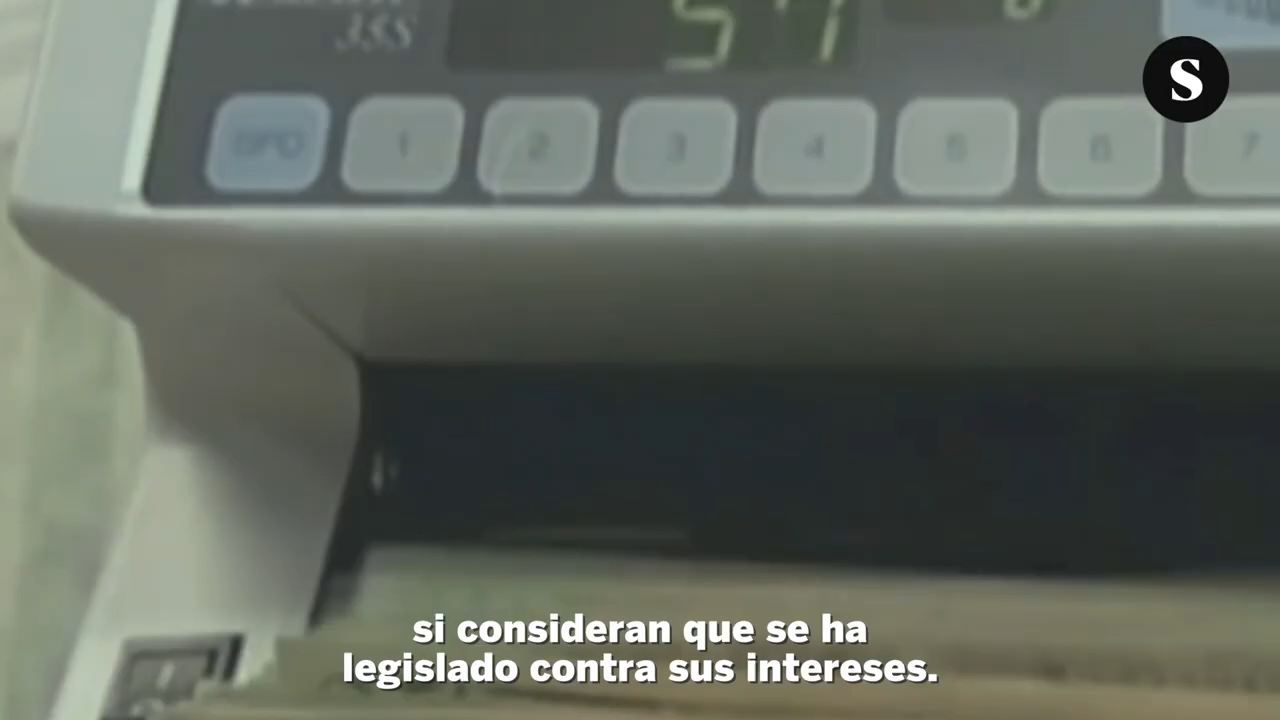 35S
57
S
1
2
3
4
5
6
7
si consideran que se ha
legislado contra sus intereses.